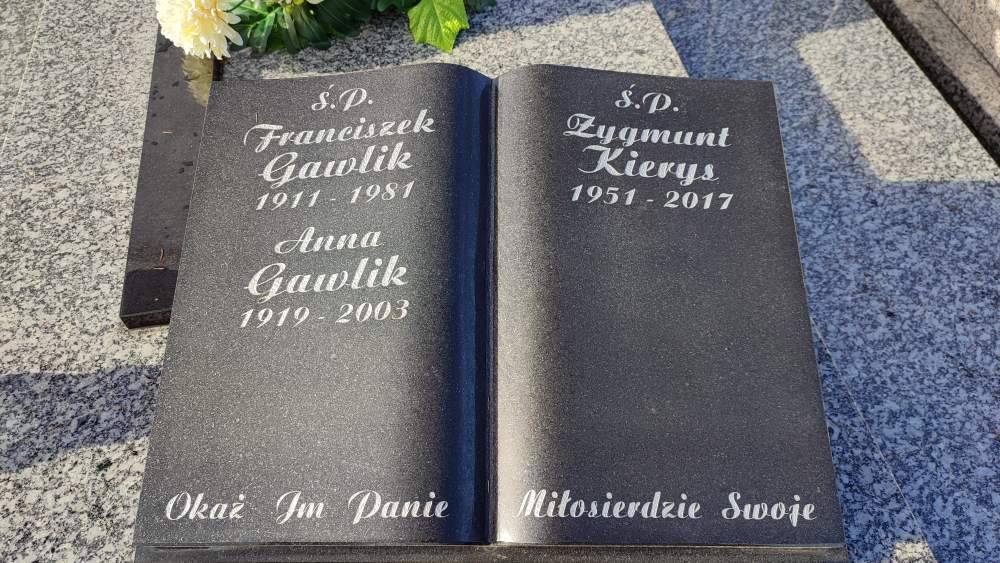 Ś.P.
Franciszek
Gawlik
1911 - 1981
Anna
Gawlik
1919 - 2003
Okaż Im Panie
Ś.P.
Zygmunt
Kierys
1951 - 2017
Miłosierdzie Swoje